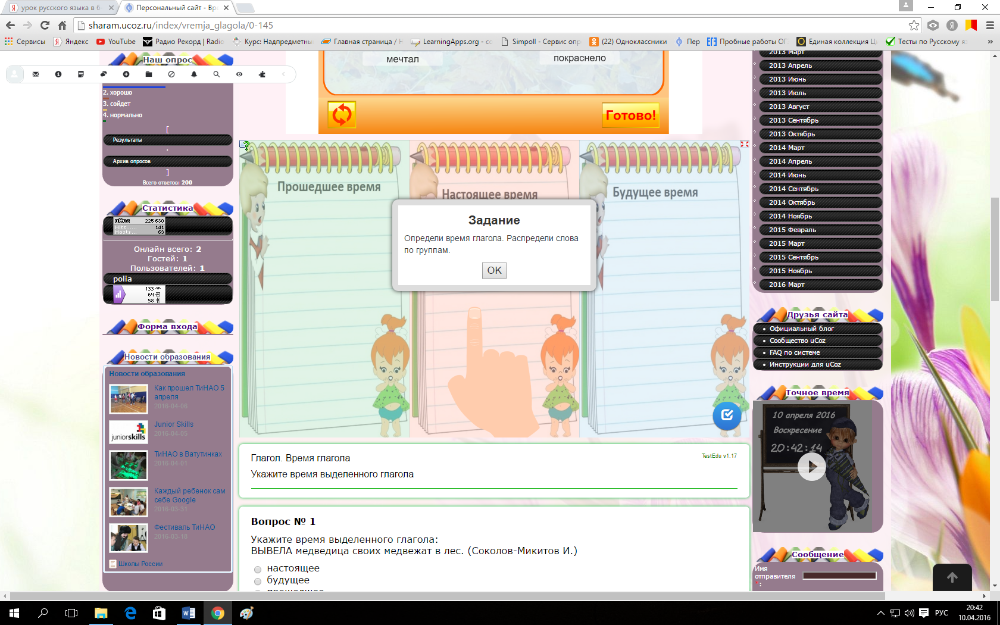 урок русского языка в 6-
Персональный сайт - Вре
sharam.ucoz.ru/index/vremja_glagola/0-145
Сервисы
Яндекс
YouTube
Радио Рекорд | Radio
Курс: Надпредметны
Главная страница / Н
LearningApps.org - сс
Simpoll - Сервис опр
(22) Одноклассники
Пер
Пробные работы ОГ
Единая коллекция Ц
Тесты по Русскому я
»
Наш опрос
2. хорошо
3. сойдет
4. нормально
[
Результаты
·
Архив опросов
]
Всего ответов: 200
Статистика
uCoz 225 630
Hits...... 141
Hosts... 63
Онлайн всего: 2
Гостей: 1
Пользователей: 1
polia
133
64
58
Форма входа
Новости образования
Новости образования
Как прошел ТиНАО 5
апреля
2016-04-06
juniorskills
Junior Skills
2016-04-05
ТиНАО в Ватутинках
2016-04-01
Каждый ребенок сам
себе Google
2016-03-31
Фестиваль ТиНАО
2016-03-18
Школы России
мечтал
покраснело
Готово!
Прошедшее время
Настоящее время
Будущее время
Задание
Определи время глагола. Распредели слова
по группам.
OK
Глагол. Время глагола
TestEdu v1.17
Укажите время выделенного глагола
Вопрос № 1
Укажите время выделенного глагола:
ВЫВЕЛА медведица своих медвежат в лес. (Соколов-Микитов И.)
настоящее
будущее
прошедшее
2013 Март
2013 Апрель
2013 Июнь
2013 Июль
2013 Август
2013 Сентябрь
2013 Октябрь
2014 Март
2014 Апрель
2014 Июнь
2014 Сентябрь
2014 Октябрь
2014 Ноябрь
2015 Февраль
2015 Март
2015 Сентябрь
2015 Ноябрь
2016 Март
Друзья сайта
Официальный блог
Сообщество uCoz
FAQ по системе
Инструкции для uCoz
Точное время
10 апреля 2016
Воскресение
20:42:14
Сообщение
Имя
отправителя
*:
РУС
20:42
10.04.2016